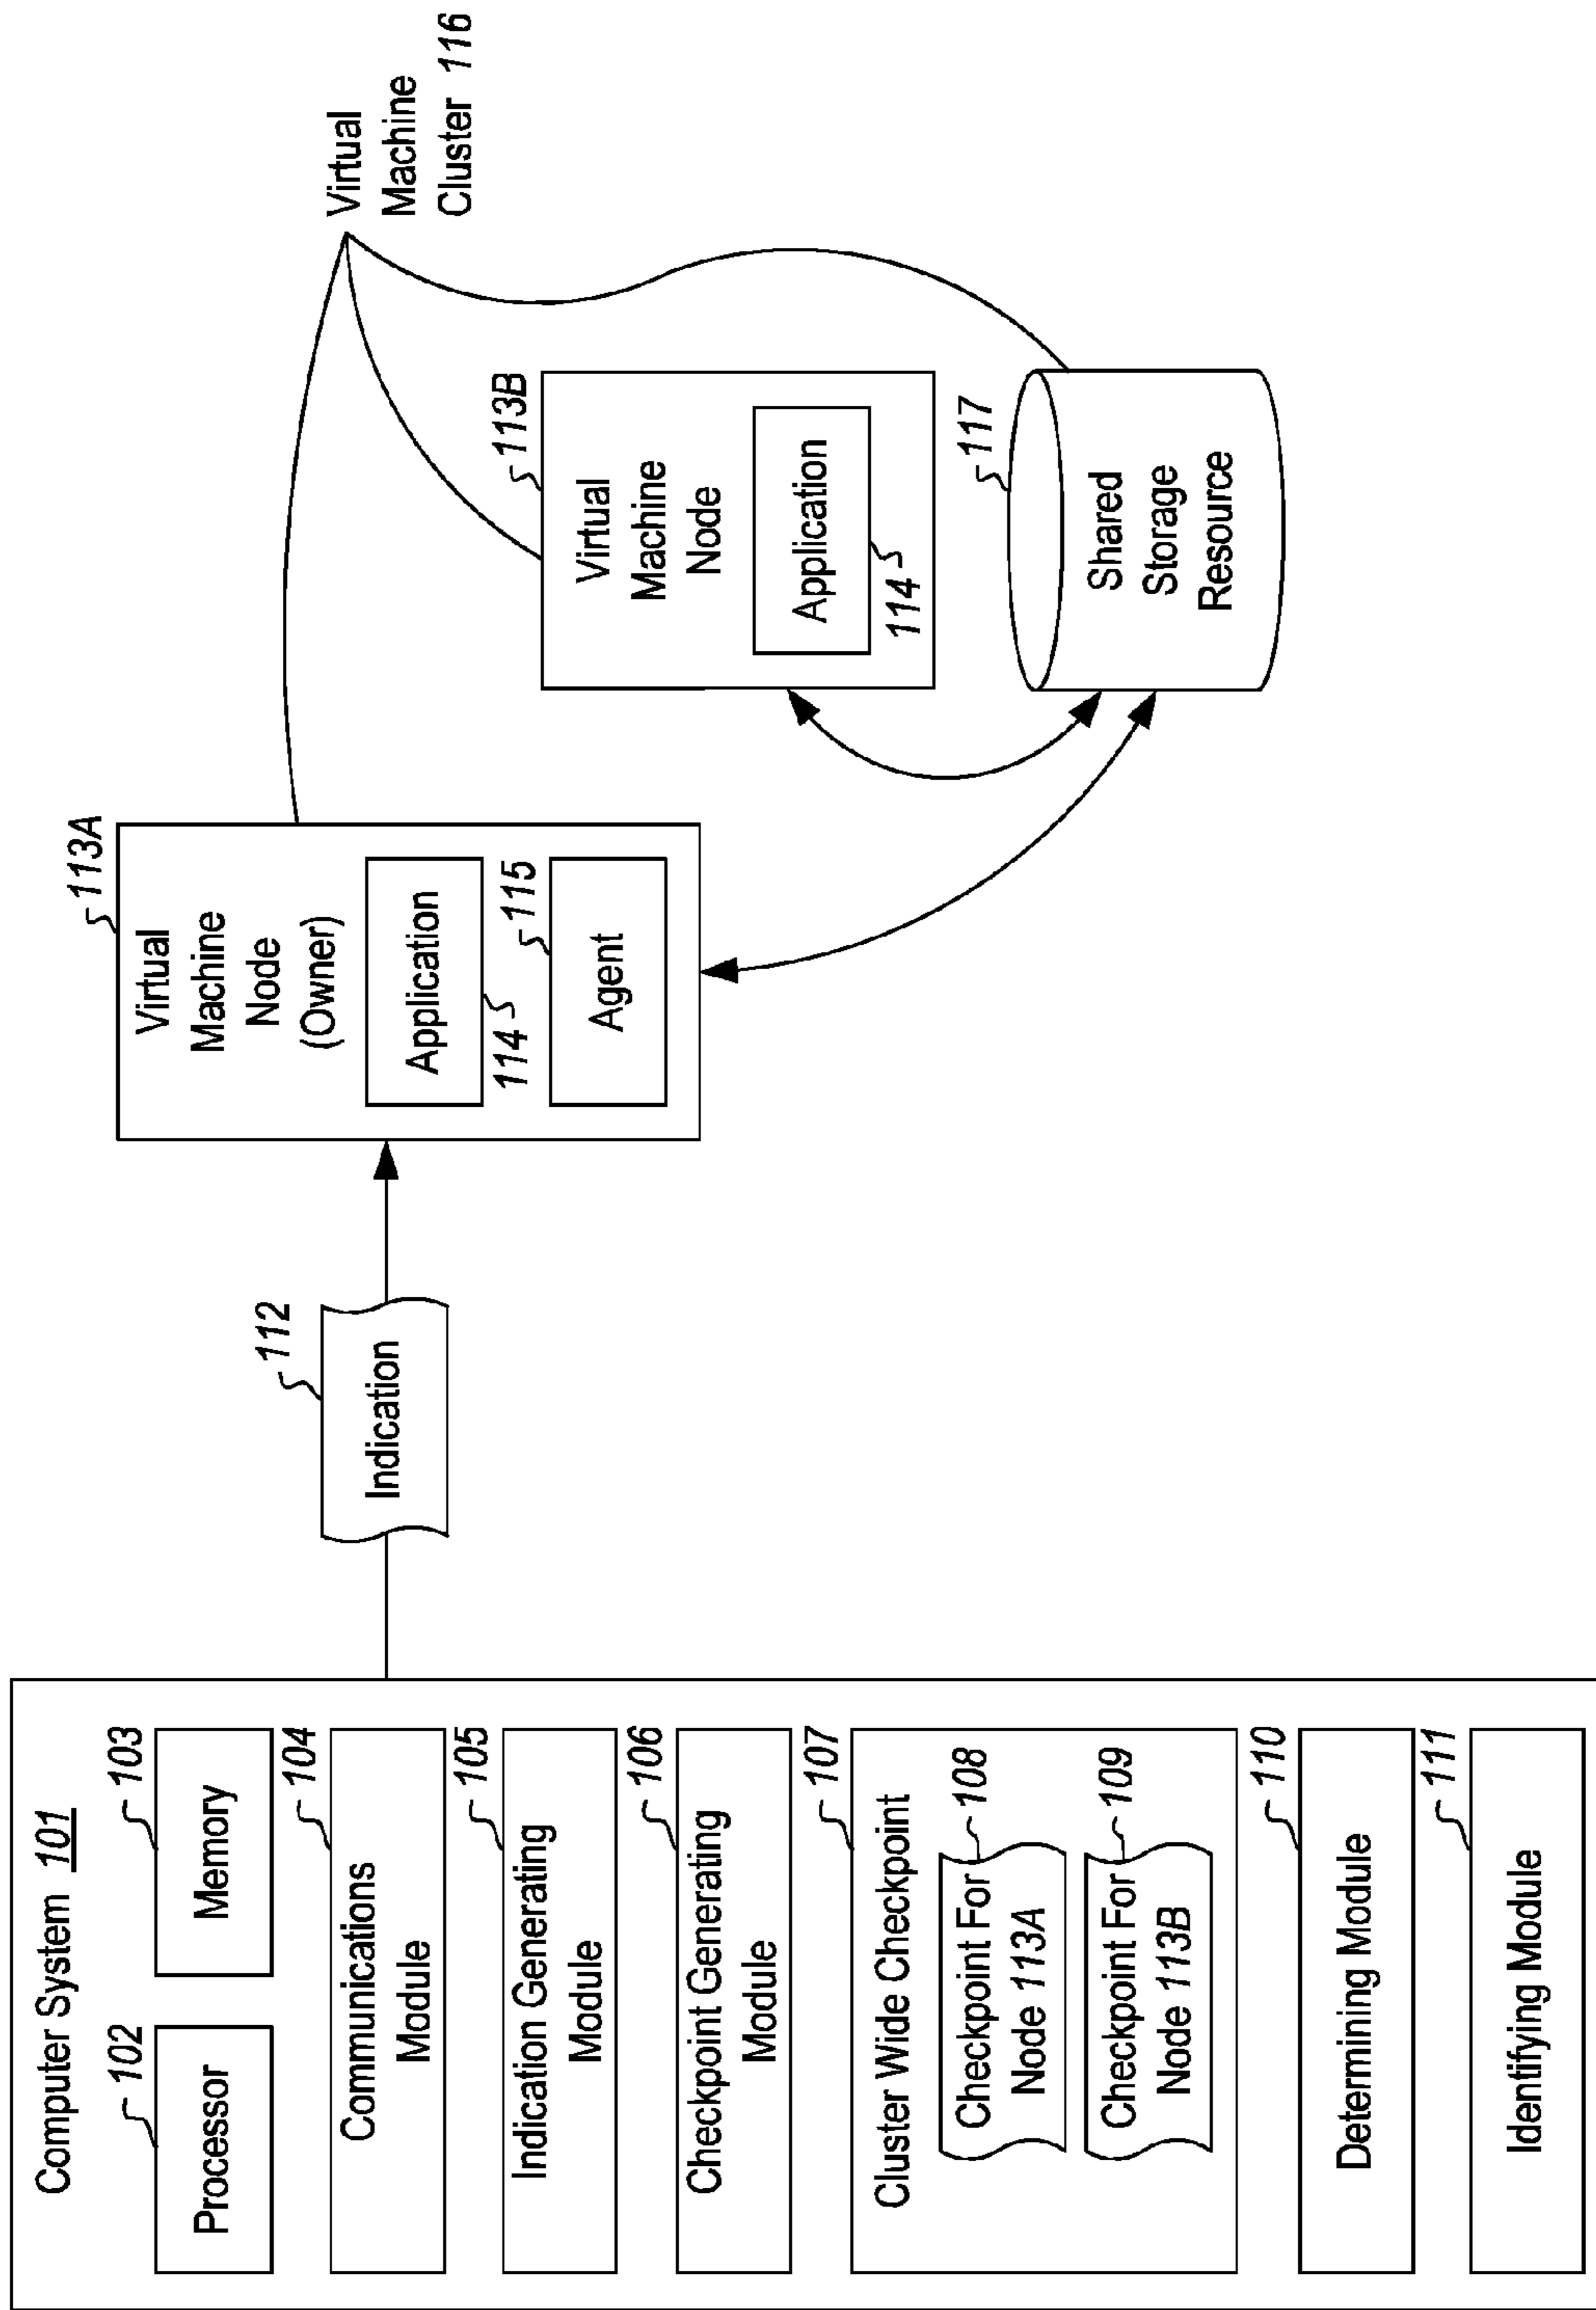 Computer System 101
102
Processor
103
Memory
104
Communications
Module
105
Indication Generating
Module
106
Checkpoint Generating
Module
107
Cluster Wide Checkpoint
108
Checkpoint For
Node 113A
109
Checkpoint For
Node 113B
110
Determining Module
111
Identifying Module
112
Indication
113A
Virtual
Machine
Node
(Owner)
Application
114
115
Agent
Virtual
Machine
Cluster 116
113B
Virtual
Machine
Node
Application
114
117
Shared
Storage
Resource